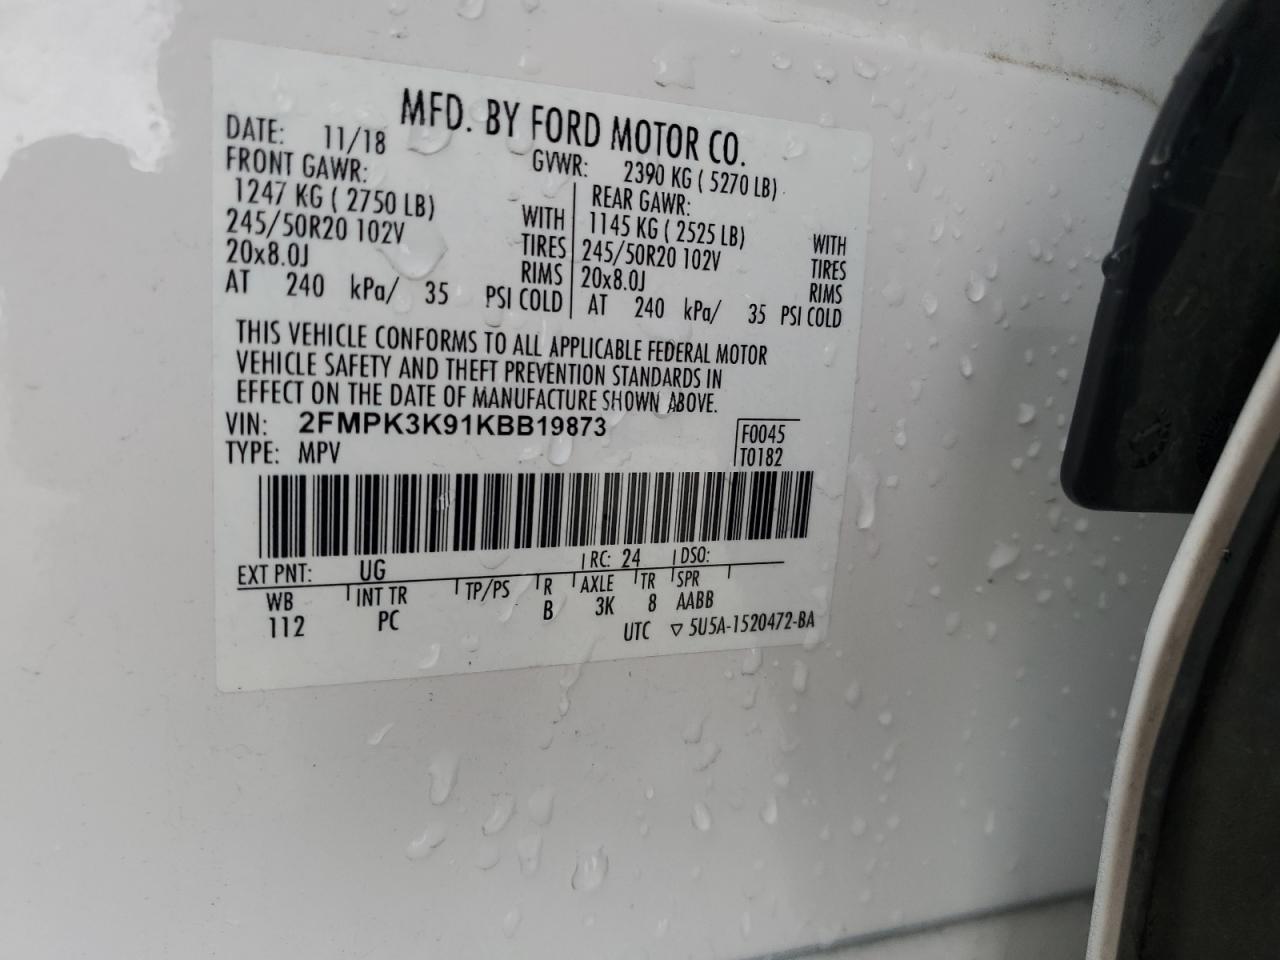 MFD. BY FORD MOTOR CO.
DATE: 11/18 GVWR: 2390 KG ( 5270 LB)
FRONT GAWR: REAR GAWR:
1247 KG ( 2750 LB) WITH 1145 KG ( 2525 LB) WITH
245/50R20 102V TIRES 245/50R20 102V TIRES
20x8.0J RIMS 20x8.0J RIMS
AT 240 kPa/ 35 PSI COLD AT 240 kPa/ 35 PSI COLD
THIS VEHICLE CONFORMS TO ALL APPLICABLE FEDERAL MOTOR
VEHICLE SAFETY AND THEFT PREVENTION STANDARDS IN
EFFECT ON THE DATE OF MANUFACTURE SHOWN ABOVE.
VIN: 2FMPK3K91KBB19873 F0045
TYPE: MPV T0182
EXT PNT: UG RC: 24 DSO:
WB INT TR TP/PS R AXLE TR SPR
112 PC B 3K 8 AABB
UTC ▽ 5U5A-1520472-BA